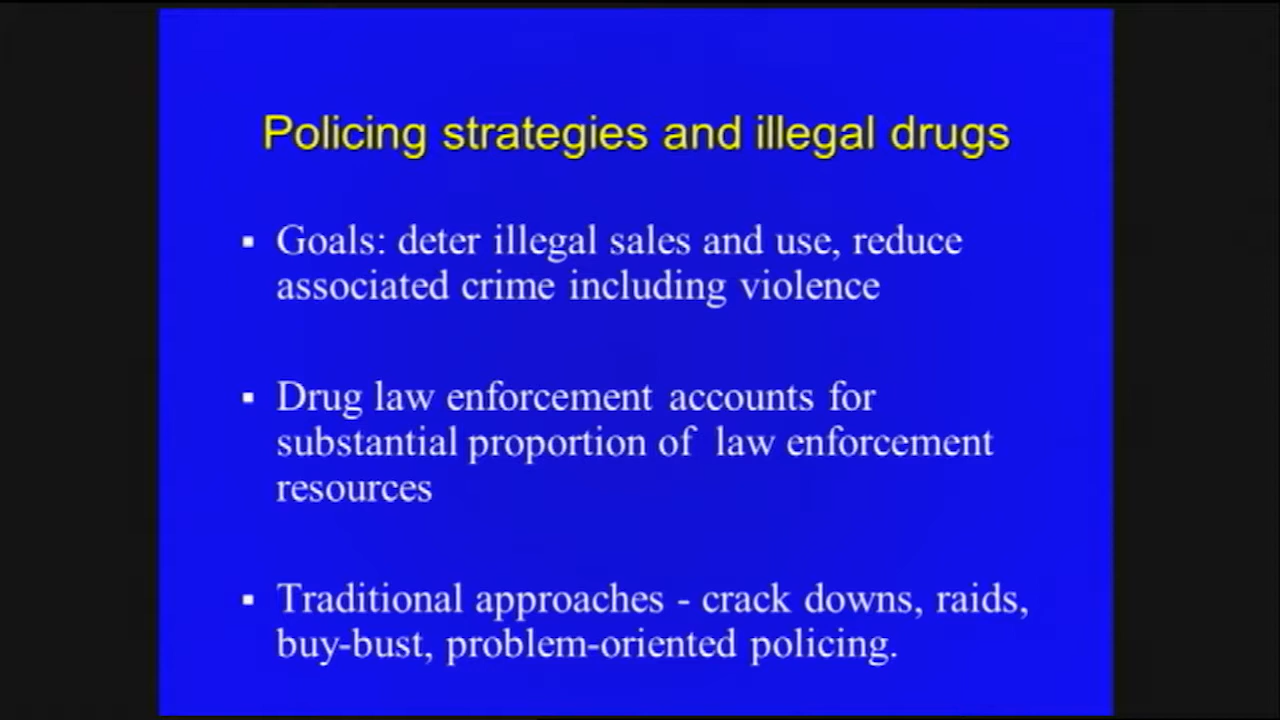 Policing strategies and illegal drugs
▪ Goals: deter illegal sales and use, reduce
associated crime including violence
▪ Drug law enforcement accounts for
substantial proportion of law enforcement
resources
▪ Traditional approaches - crack downs, raids,
buy-bust, problem-oriented policing.